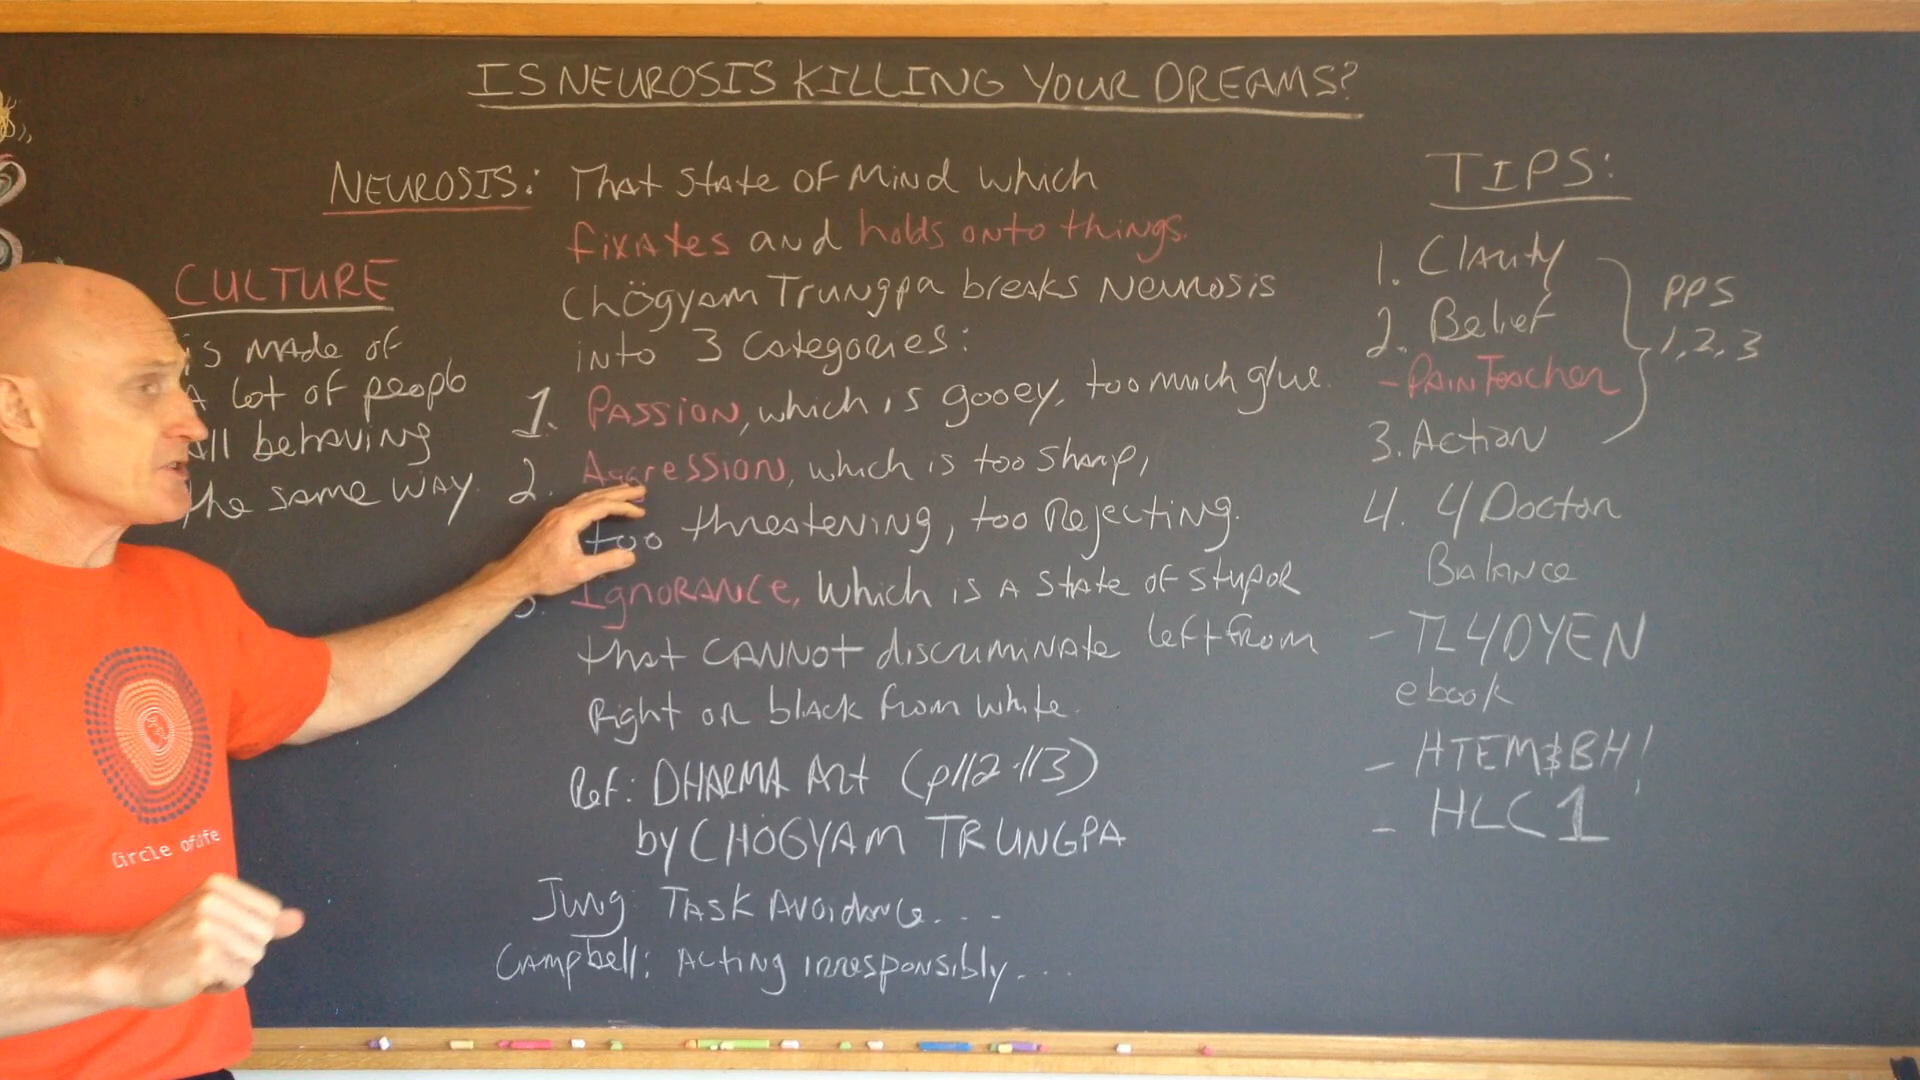 IS NEUROSIS KILLING YOUR DREAMS?
NEUROSIS: That state of Mind which
fixates and holds onto things.
Chögyam Trungpa breaks Neurosis
into 3 categories:
1. Passion, which is gooey, too much glue.
2. Aggression, which is too sharp,
too threatening, too Rejecting.
3. Ignorance, which is a state of stupor
that cannot discriminate left from
Right or black from white.
Ref: DHARMA Art (p112-113)
by CHÖGYAM TRUNGPA
Jung: Task Avoidance....
Campbell: Acting irresponsibly....
CULTURE
is made of
A lot of people
All behaving
the same way.
TIPS:
1. Clarity
2. Belief
- Pain Teacher
3. Action
PPS
1,2,3
4. 4 Doctor
Balance
- TL4DYEN
ebook
- HTEM&BH!
- HLC 1
Circle of life